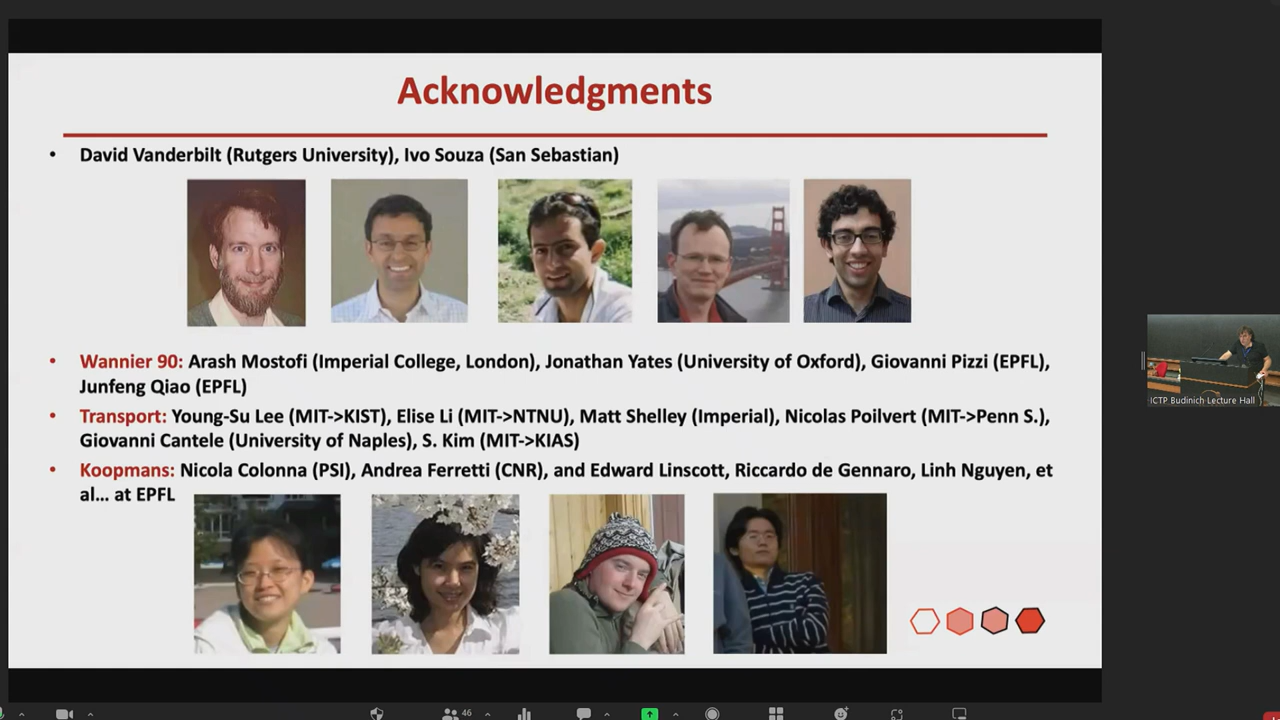 Acknowledgments
• David Vanderbilt (Rutgers University), Ivo Souza (San Sebastian)
• Wannier 90: Arash Mostofi (Imperial College, London), Jonathan Yates (University of Oxford), Giovanni Pizzi (EPFL),
Junfeng Qiao (EPFL)
• Transport: Young-Su Lee (MIT->KIST), Elise Li (MIT->NTNU), Matt Shelley (Imperial), Nicolas Poilvert (MIT->Penn S.),
Giovanni Cantele (University of Naples), S. Kim (MIT->KIAS)
• Koopmans: Nicola Colonna (PSI), Andrea Ferretti (CNR), and Edward Linscott, Riccardo de Gennaro, Linh Nguyen, et
al... at EPFL
ICTP Budinich Lecture Hall
46